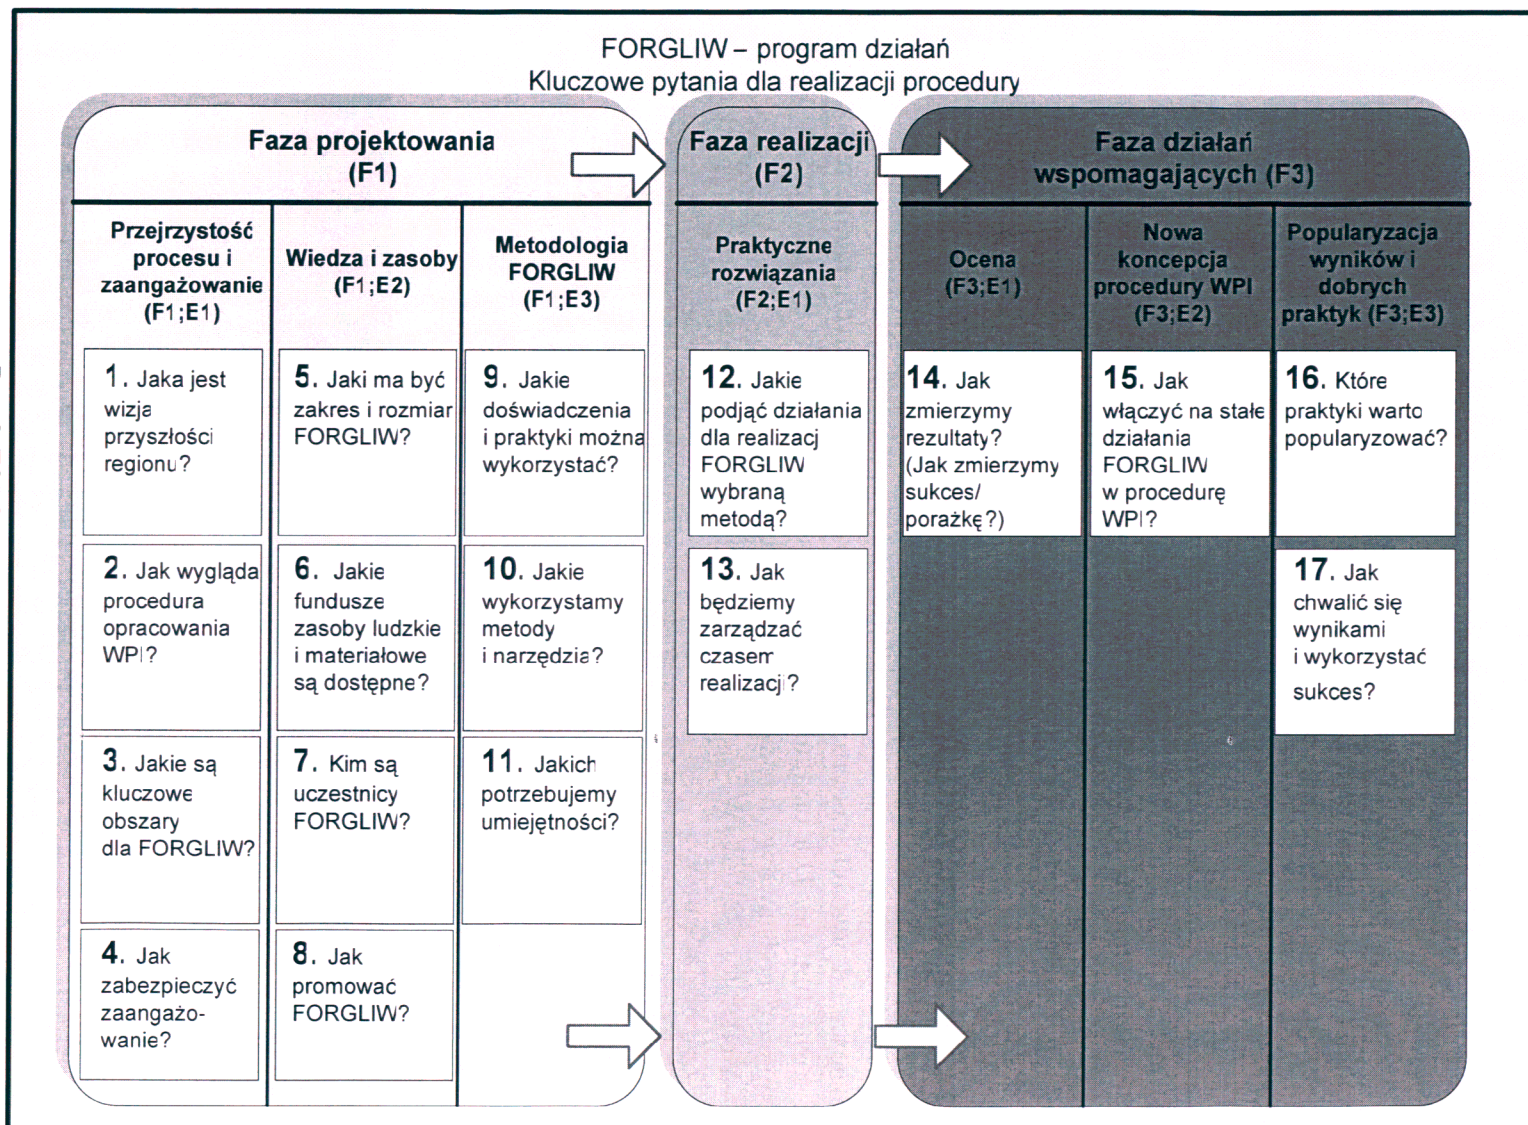 FORGLIW – program działań
Kluczowe pytania dla realizacji procedury
Faza projektowania
(F1)
Przejrzystość
procesu i
zaangażowanie
(F1;E1)
1. Jaka jest
wizja
przyszłości
regionu?
2. Jak wygląda
procedura
opracowania
WPI?
3. Jakie są
kluczowe
obszary
dla FORGLIW?
4. Jak
zabezpieczyć
zaangażo-
wanie?
Wiedza i zasoby
(F1;E2)
5. Jaki ma być
zakres i rozmiar
FORGLIW?
6. Jakie
fundusze
zasoby ludzkie
i materiałowe
są dostępne?
7. Kim są
uczestnicy
FORGLIW?
8. Jak
promować
FORGLIW?
Metodologia
FORGLIW
(F1;E3)
9. Jakie
doświadczenia
i praktyki można
wykorzystać?
10. Jakie
wykorzystamy
metody
i narzędzia?
11. Jakich
potrzebujemy
umiejętności?
Faza realizacji
(F2)
Praktyczne
rozwiązania
(F2;E1)
12. Jakie
podjąć działania
dla realizacj
FORGLIW
wybraną
metodą?
13. Jak
będziemy
zarządzać
czasem
realizacji?
Faza działań
wspomagających (F3)
Ocena
(F3;E1)
14. Jak
zmierzymy
rezultaty?
(Jak zmierzymy
sukces/
porażkę?)
Nowa
koncepcja
procedury WPI
(F3;E2)
15. Jak
włączyć na stałe
działania
FORGLIW
w procedurę
WPI?
Popularyzacja
wyników i
dobrych
praktyk (F3;E3)
16. Które
praktyki warto
popularyzować?
17. Jak
chwalić się
wynikami
i wykorzystać
sukces?